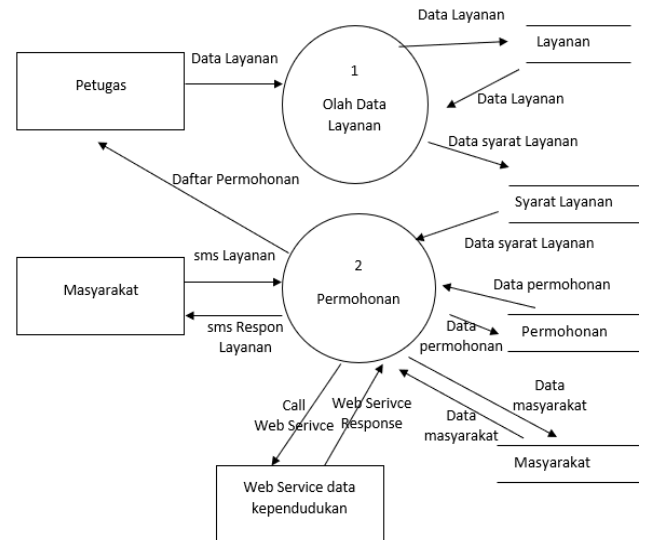 Data Layanan
Layanan
Data Layanan
Petugas
1
Olah Data
Layanan
Data Layanan
Data syarat Layanan
Daftar Permohonan
Syarat Layanan
Data syarat Layanan
sms Layanan
2
Permohonan
Masyarakat
Data permohonan
sms Respon
Layanan
Data
permohonan
Permohonan
Call
Web Serivce
Web Serivce
Response
Data
masyarakat
Data
masyarakat
Masyarakat
Web Service data
kependudukan